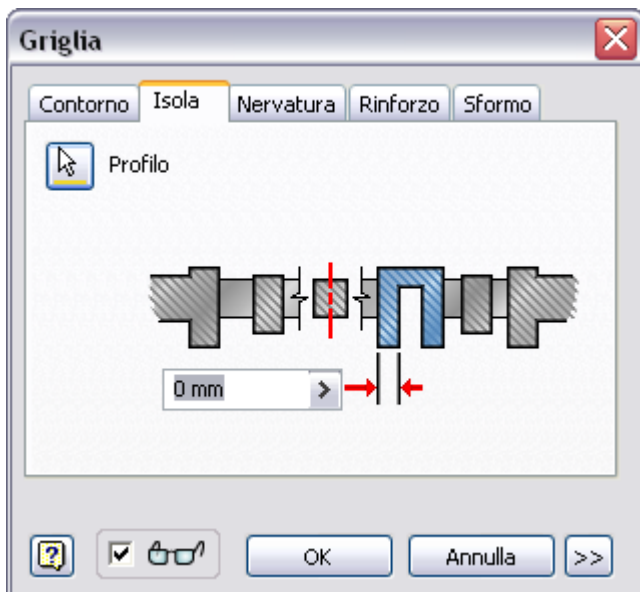 Griglia
Contorno Isola Nervatura Rinforzo Sformo
Profilo
0 mm >
? OK Annulla >>